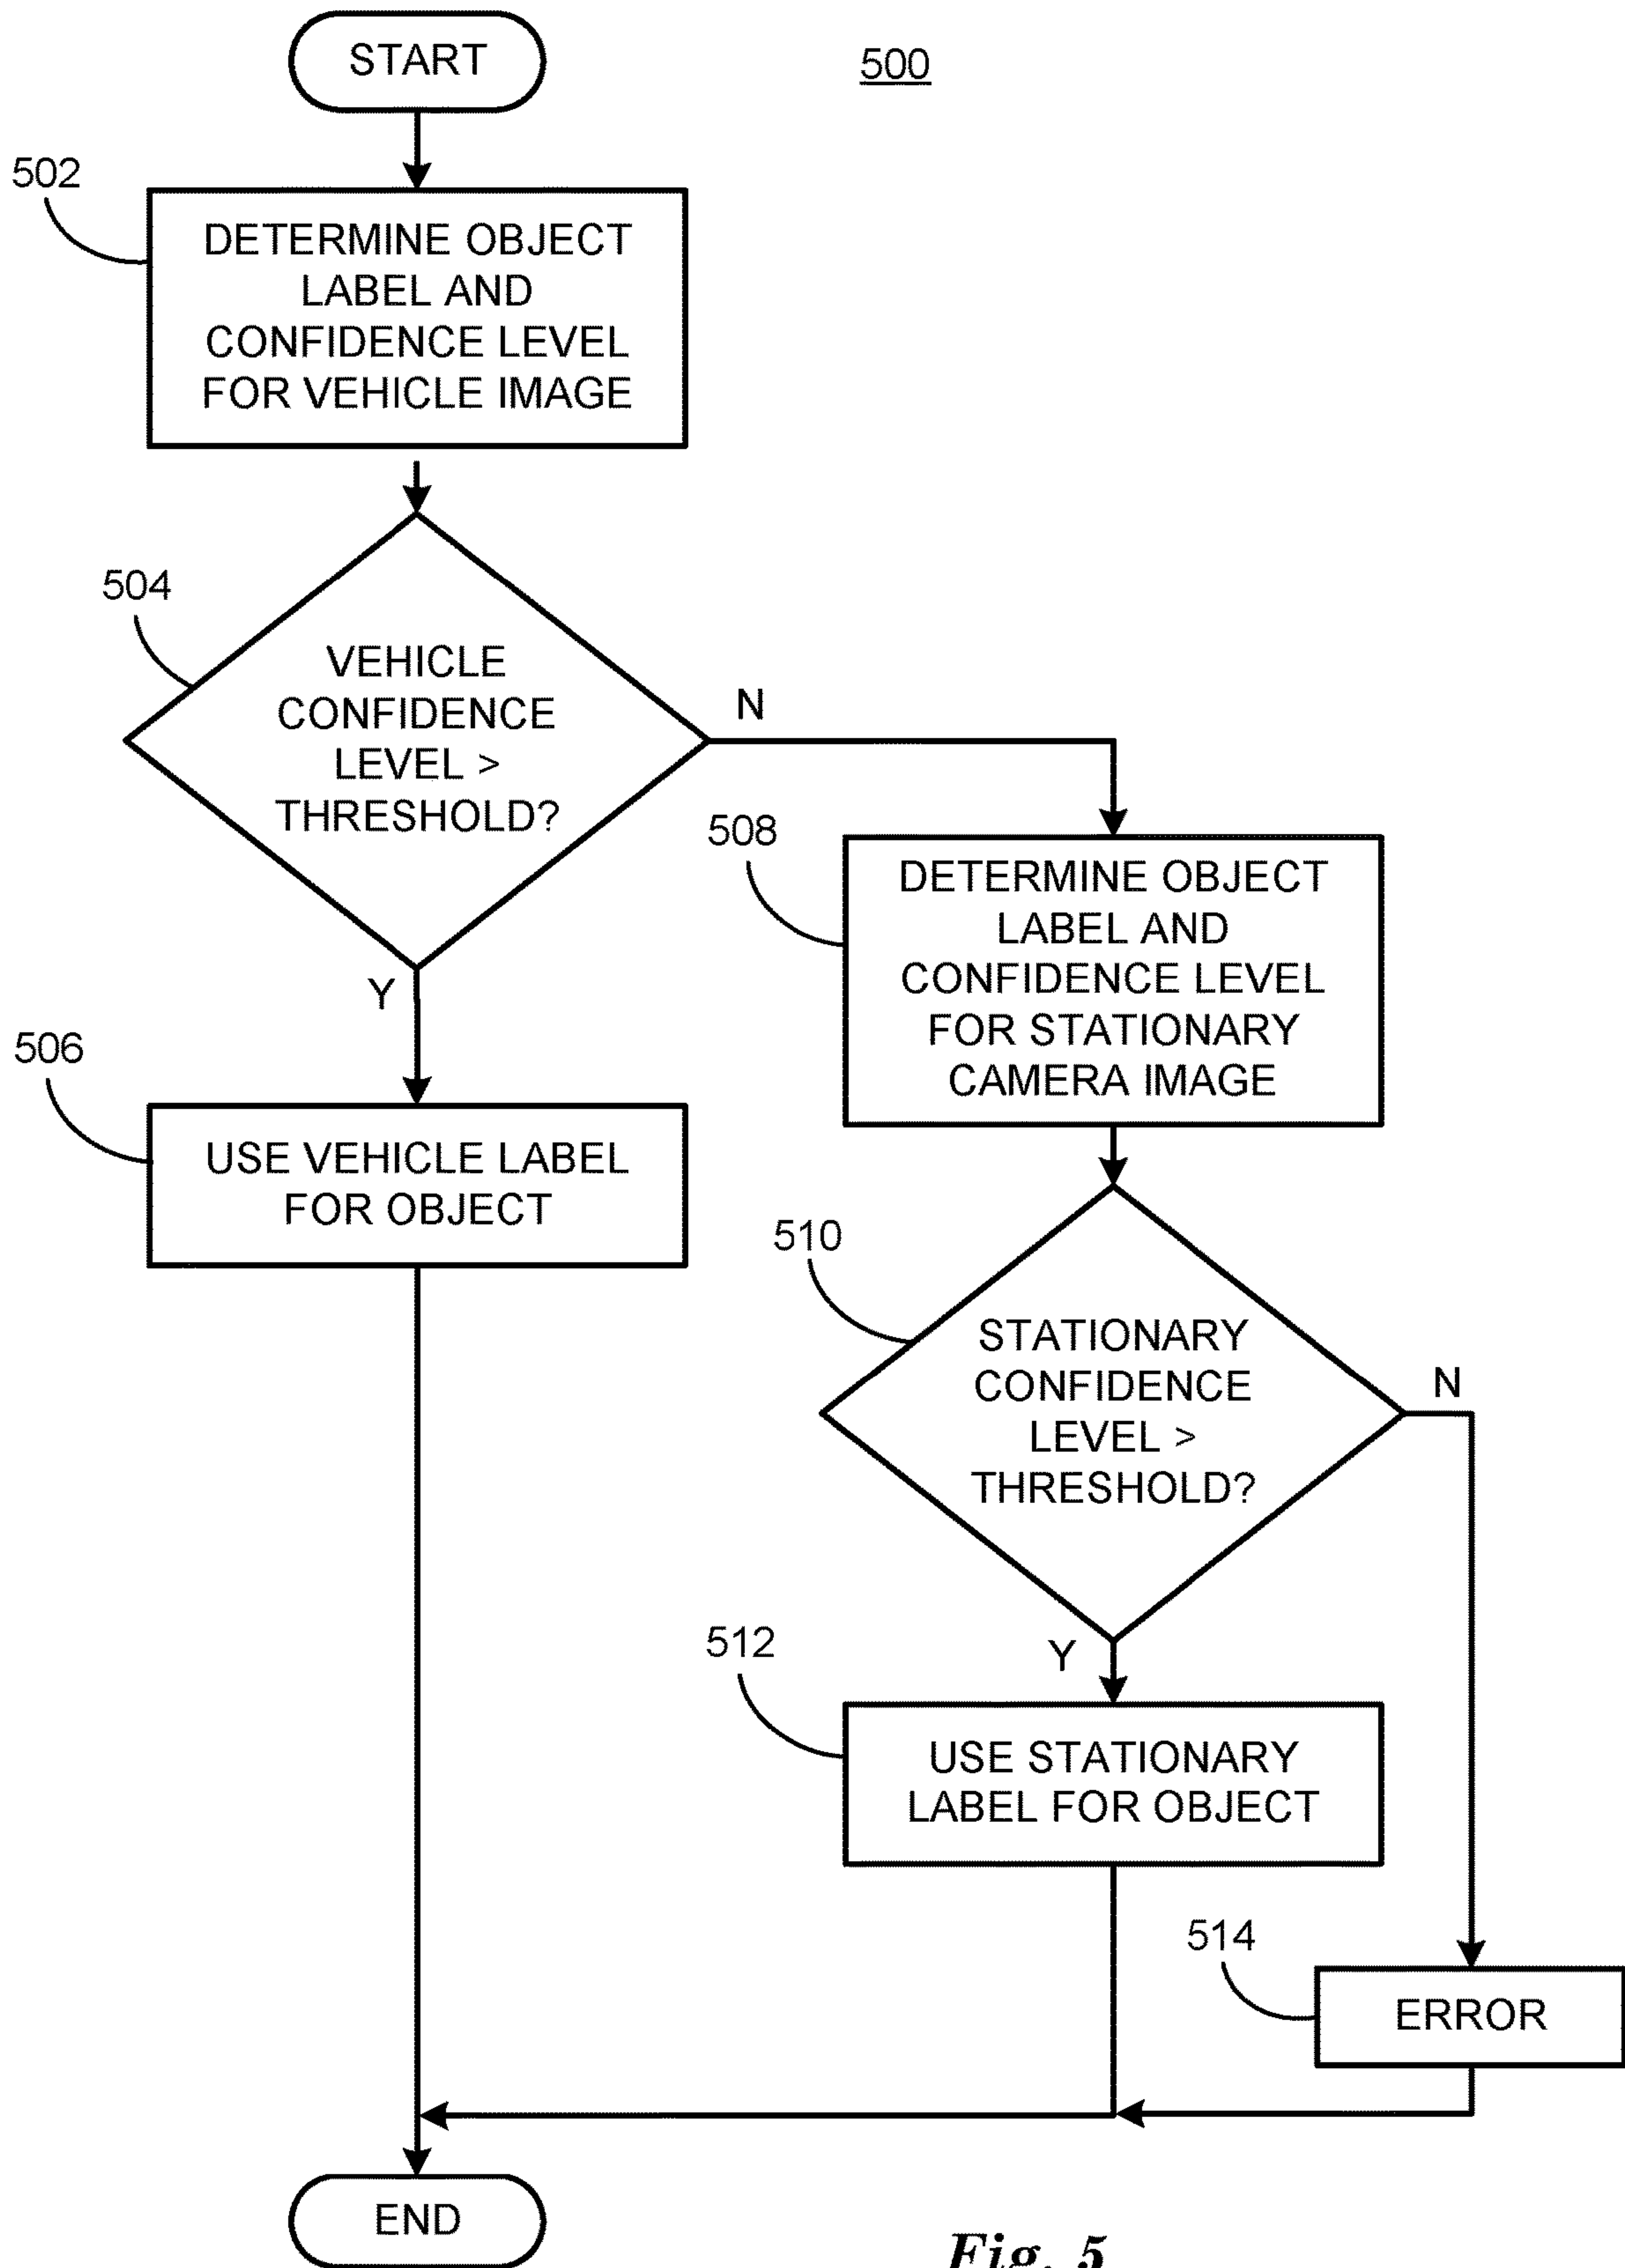 START
500
502
DETERMINE OBJECT
LABEL AND
CONFIDENCE LEVEL
FOR VEHICLE IMAGE
504
VEHICLE
CONFIDENCE
LEVEL >
THRESHOLD?
N
Y
508
DETERMINE OBJECT
LABEL AND
CONFIDENCE LEVEL
FOR STATIONARY
CAMERA IMAGE
506
USE VEHICLE LABEL
FOR OBJECT
510
STATIONARY
CONFIDENCE
LEVEL >
THRESHOLD?
N
Y
512
USE STATIONARY
LABEL FOR OBJECT
514
ERROR
END
Fig. 5